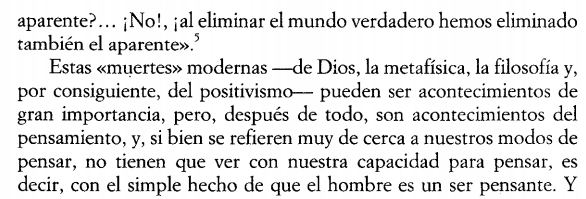 aparente?... ¡No!, ¡al eliminar el mundo verdadero hemos eliminado
también el aparente».⁵
Estas «muertes» modernas —de Dios, la metafísica, la filosofía y,
por consiguiente, del positivismo— pueden ser acontecimientos de
gran importancia, pero, después de todo, son acontecimientos del
pensamiento, y, si bien se refieren muy de cerca a nuestros modos de
pensar, no tienen que ver con nuestra capacidad para pensar, es
decir, con el simple hecho de que el hombre es un ser pensante. Y